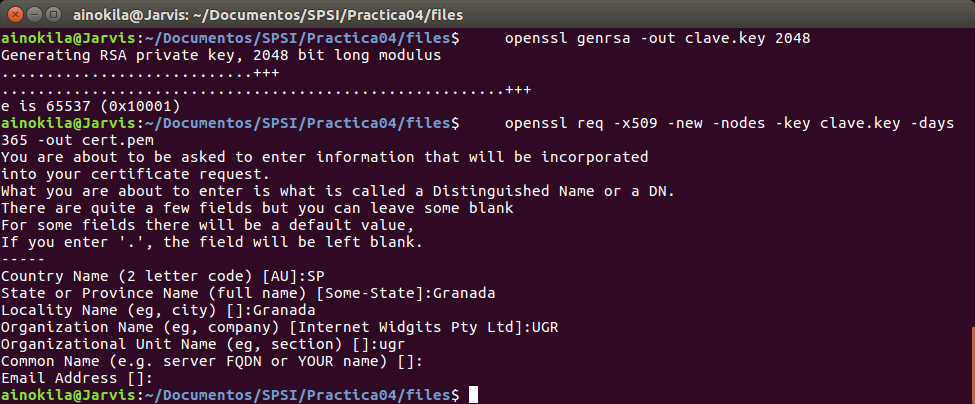 ainokila@Jarvis: ~/Documentos/SPSI/Practica04/files
ainokila@Jarvis:~/Documentos/SPSI/Practica04/files$     openssl genrsa -out clave.key 2048
Generating RSA private key, 2048 bit long modulus
............................+++
........................................................+++
e is 65537 (0x10001)
ainokila@Jarvis:~/Documentos/SPSI/Practica04/files$     openssl req -x509 -new -nodes -key clave.key -days
365 -out cert.pem
You are about to be asked to enter information that will be incorporated
into your certificate request.
What you are about to enter is what is called a Distinguished Name or a DN.
There are quite a few fields but you can leave some blank
For some fields there will be a default value,
If you enter '.', the field will be left blank.
-----
Country Name (2 letter code) [AU]:SP
State or Province Name (full name) [Some-State]:Granada
Locality Name (eg, city) []:Granada
Organization Name (eg, company) [Internet Widgits Pty Ltd]:UGR
Organizational Unit Name (eg, section) []:ugr
Common Name (e.g. server FQDN or YOUR name) []:
Email Address []:
ainokila@Jarvis:~/Documentos/SPSI/Practica04/files$